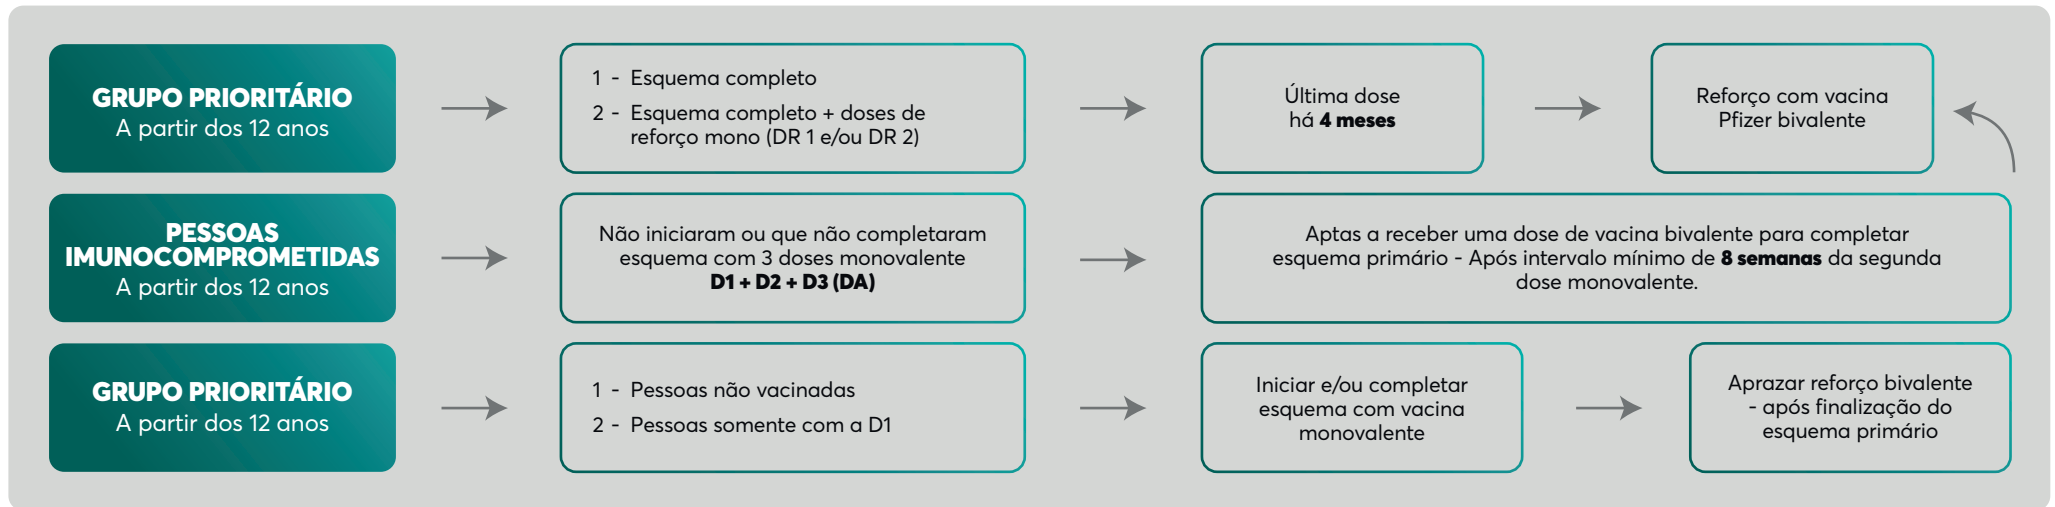 GRUPO PRIORITÁRIO
A partir dos 12 anos
1 - Esquema completo
2 - Esquema completo + doses de
reforço mono (DR 1 e/ou DR 2)
Última dose
há 4 meses
Reforço com vacina
Pfizer bivalente
PESSOAS
IMUNOCOMPROMETIDAS
A partir dos 12 anos
Não iniciaram ou que não completaram
esquema com 3 doses monovalente
D1 + D2 + D3 (DA)
Aptas a receber uma dose de vacina bivalente para completar
esquema primário - Após intervalo mínimo de 8 semanas da segunda
dose monovalente.
GRUPO PRIORITÁRIO
A partir dos 12 anos
1 - Pessoas não vacinadas
2 - Pessoas somente com a D1
Iniciar e/ou completar
esquema com vacina
monovalente
Aprazar reforço bivalente
- após finalização do
esquema primário